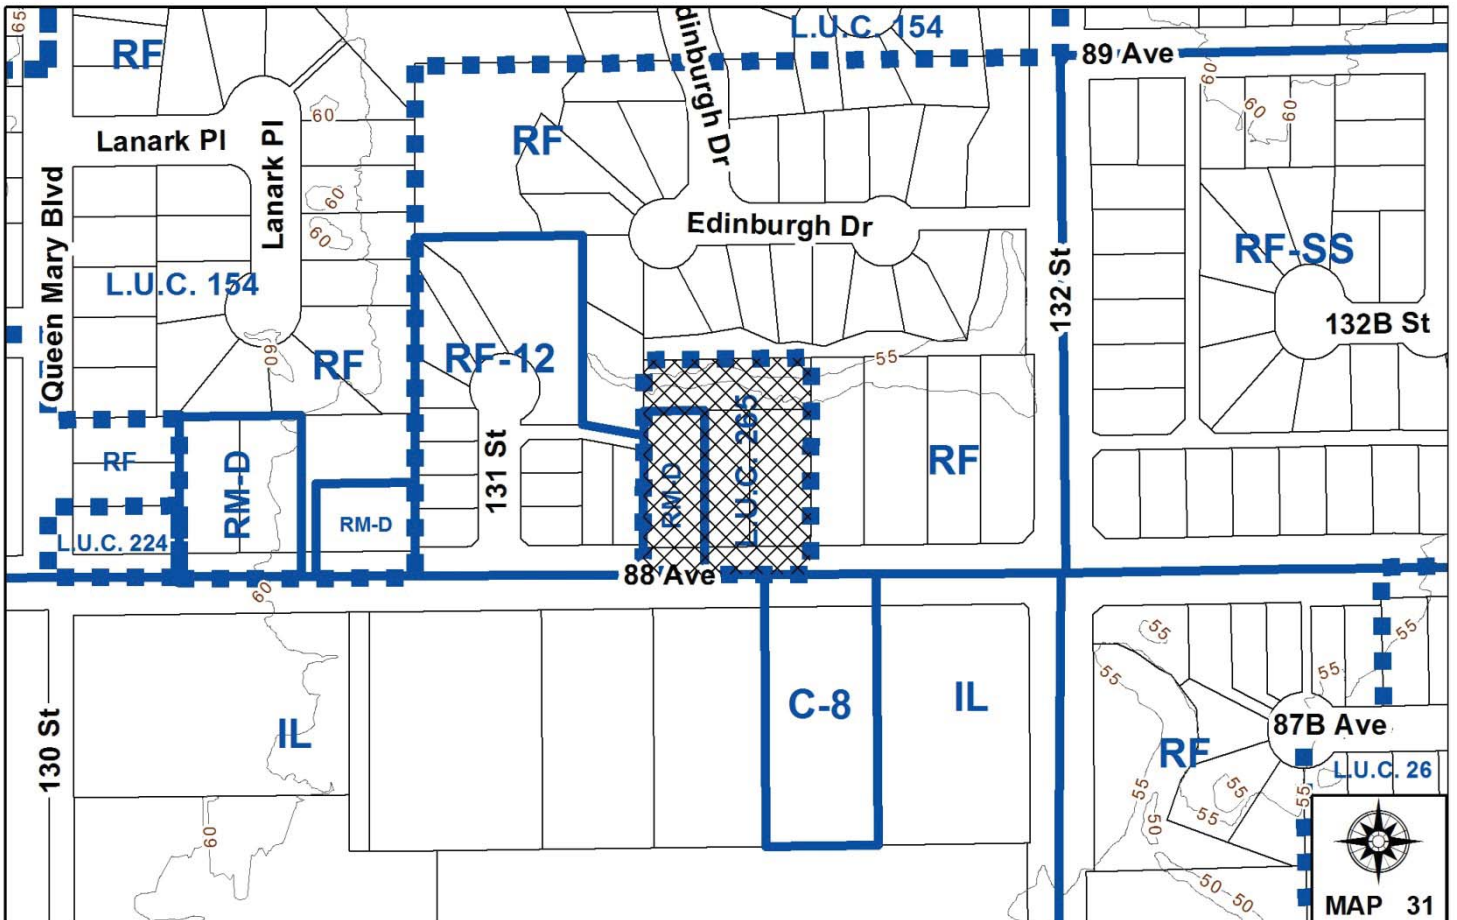 65
RF
Lanark Pl
Lanark Pl
Queen Mary Blvd
L.U.C. 154
60
60
60
60
RF
RF
L.U.C. 224
RM-D
RM-D
RF
RF-12
131 St
Edinburgh Dr
Edinburgh Dr
L.U.C. 154
55
RM-D
L.U.C. 265
RF
88 Ave
89 Ave
132 St
60
60
60
RF-SS
132B St
130 St
60
IL
60
C-8
IL
55
55
55
55
RF
87B Ave
L.U.C. 26
55
55
55
55
50
50-50
MAP 31